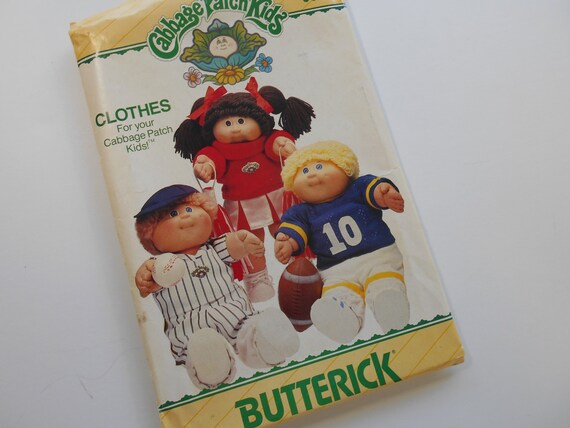 Cabbage Patch Kids
CLOTHES
For your
Cabbage Patch
Kids!™
10
BUTTERICK®